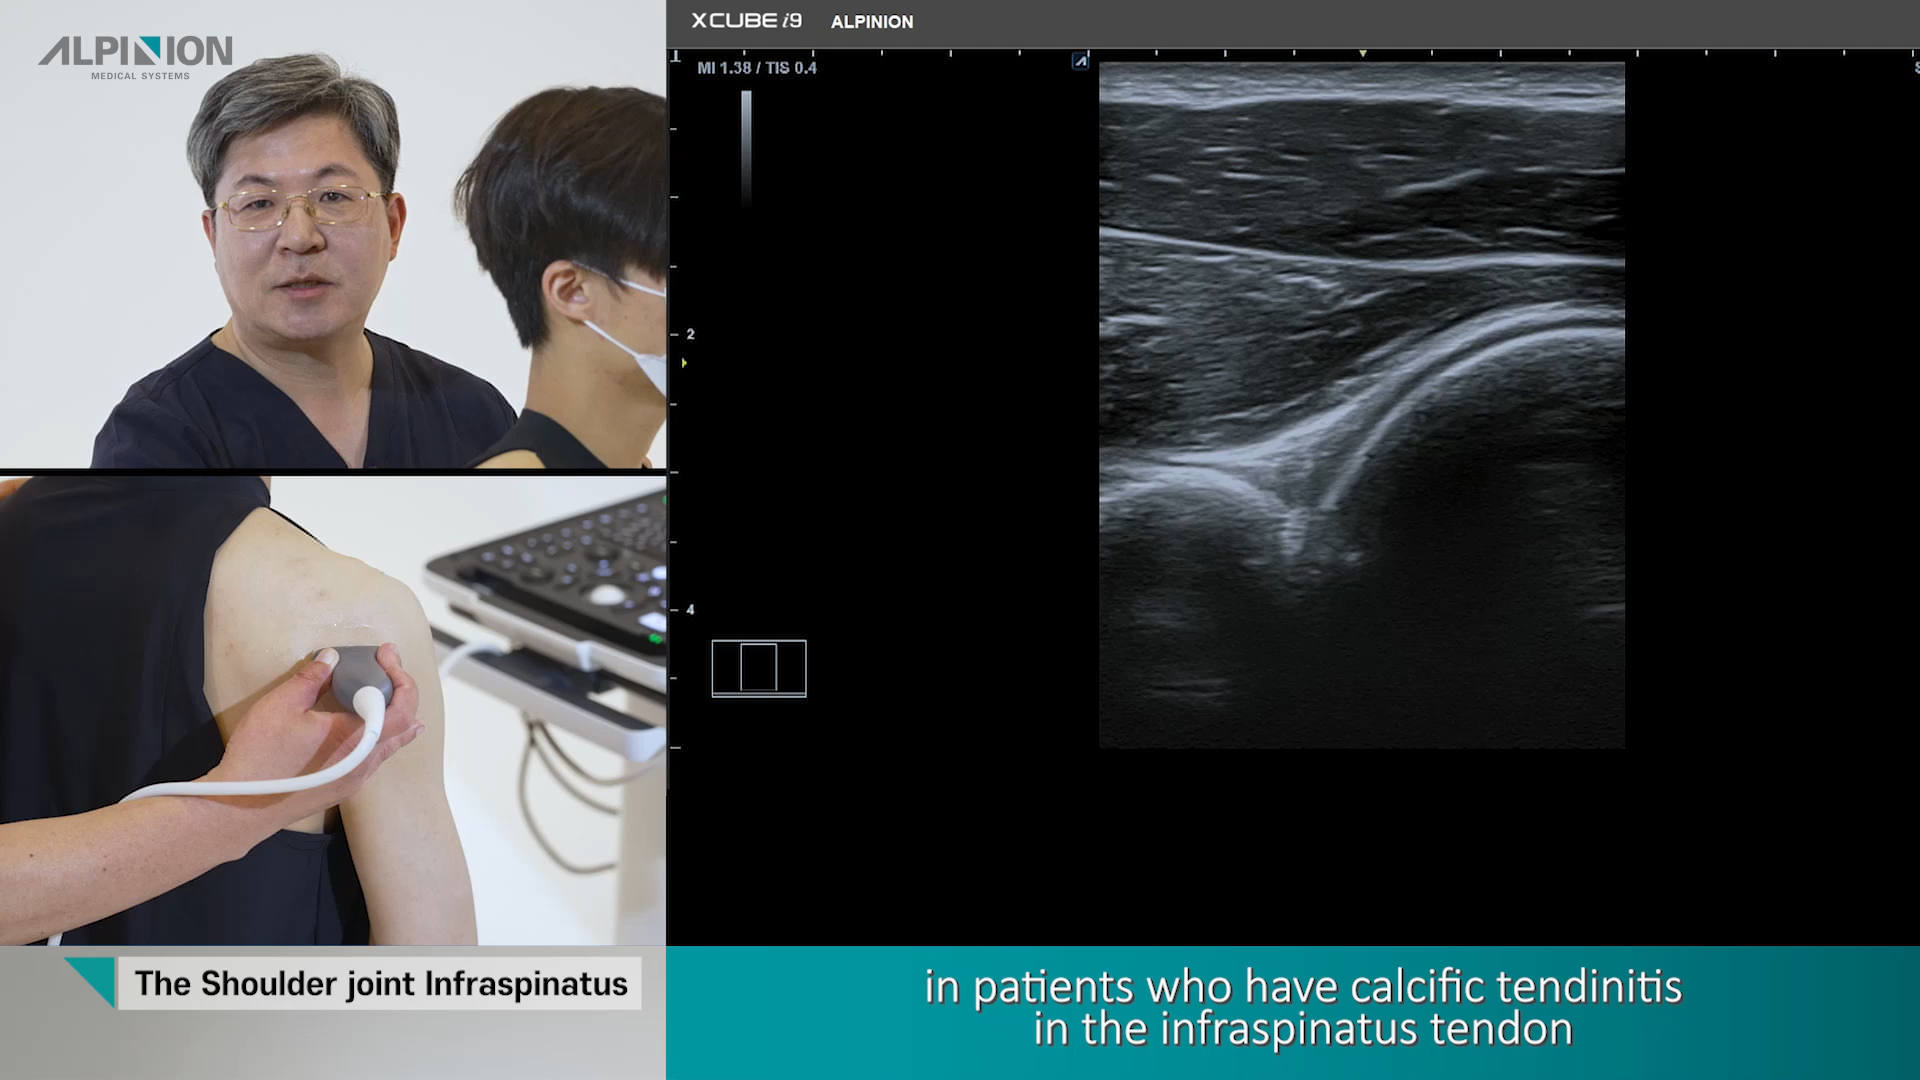 ALPINION
MEDICAL SYSTEMS
XCUBE i9 ALPINION
MI 1.38 / TIS 0.4
2
4
The Shoulder joint Infraspinatus
in patients who have calcific tendinitis
in the infraspinatus tendon